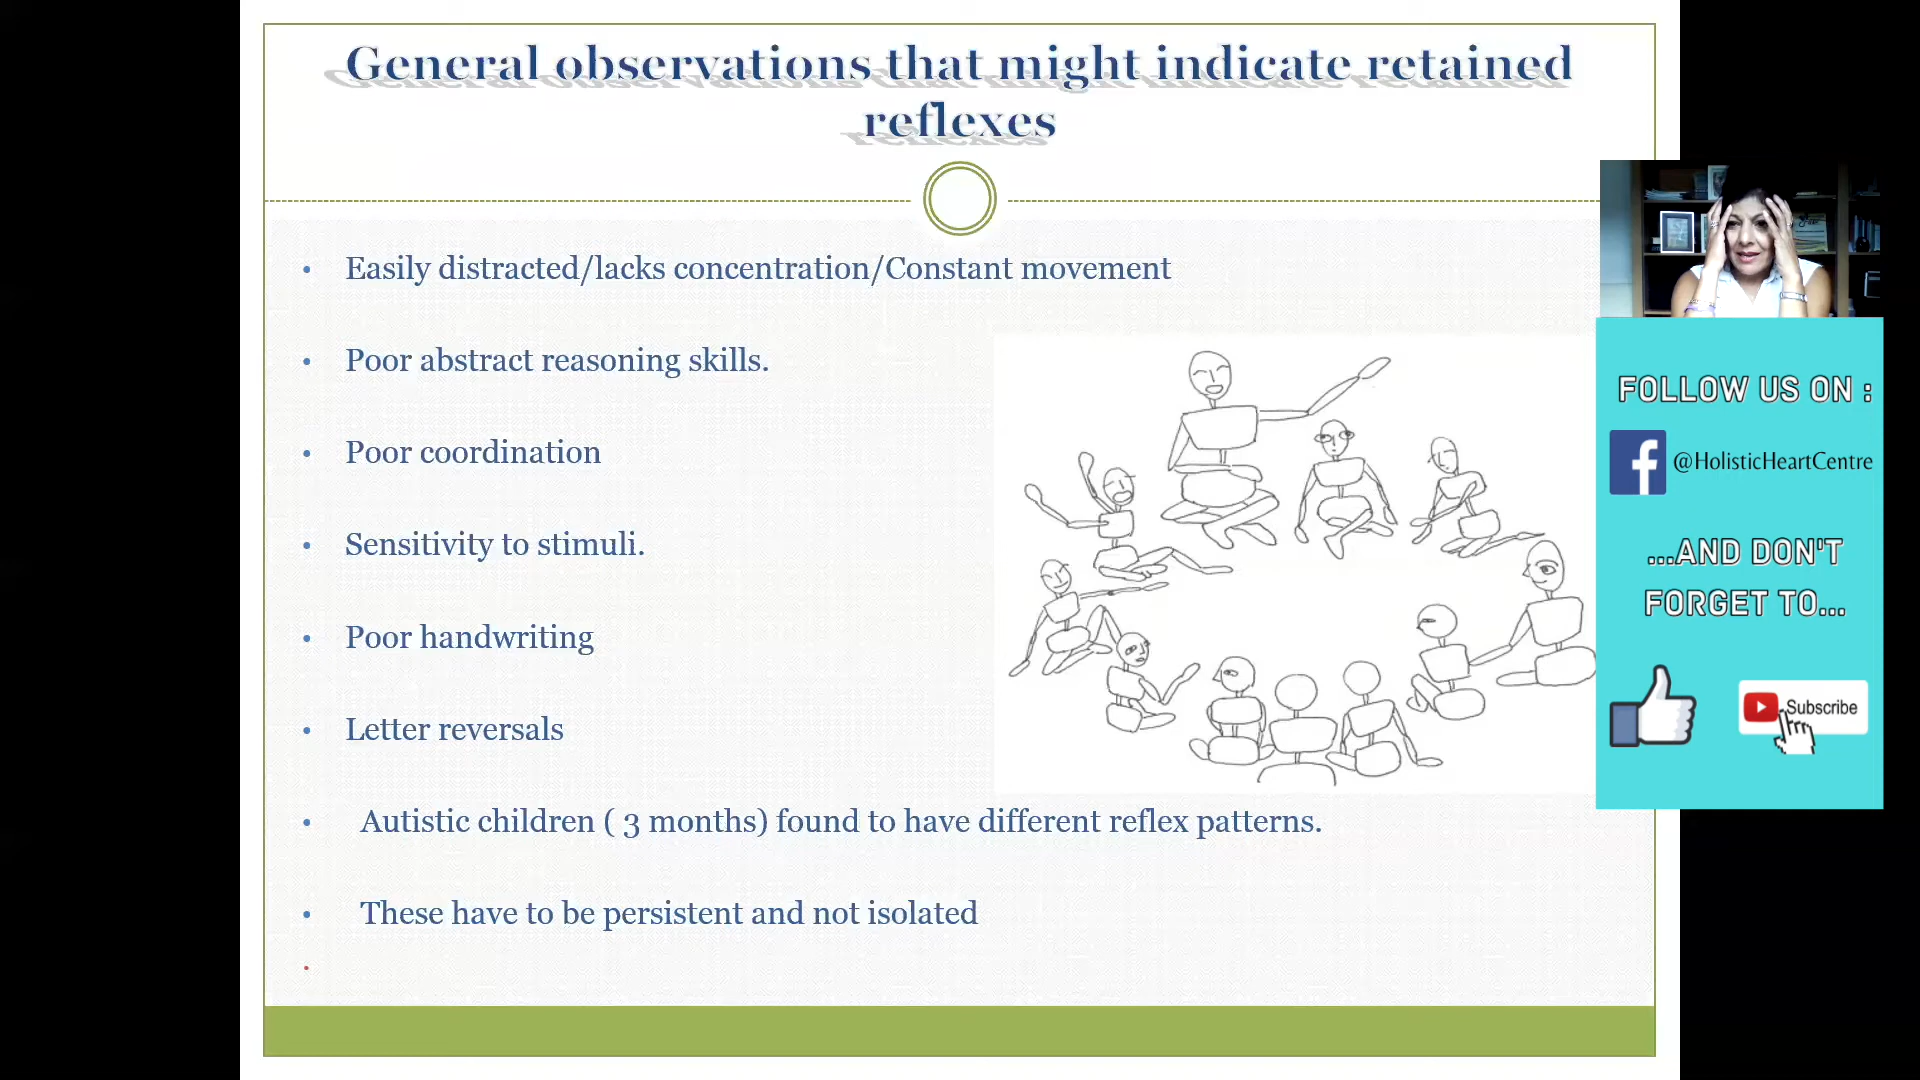 General observations that might indicate retained
reflexes
• Easily distracted/lacks concentration/Constant movement
• Poor abstract reasoning skills.
• Poor coordination
• Sensitivity to stimuli.
• Poor handwriting
• Letter reversals
• Autistic children ( 3 months) found to have different reflex patterns.
• These have to be persistent and not isolated
•
FOLLOW US ON :
@HolisticHeartCentre
...AND DON'T
FORGET TO...
Subscribe